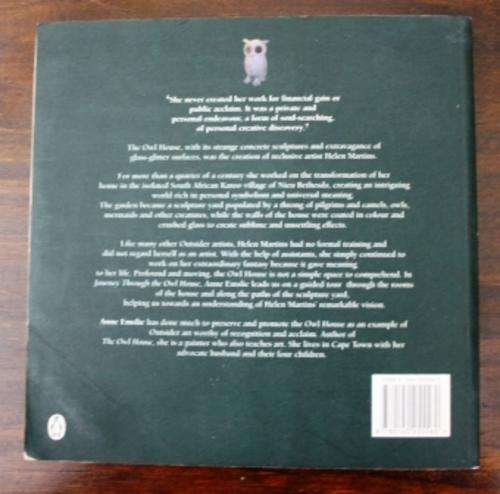 "She never created her work for financial gain or
public acclaim. It was a private and
personal endeavour, a form of soul-searching,
of personal creative discovery."
The Owl House, with its strange concrete sculptures and extravagance of
glass-glitter surfaces, was the creation of reclusive artist Helen Martins.
For more than a quarter of a century she worked on the transformation of her
home in the isolated South African Karoo village of Nieu Bethesda, creating an intriguing
world rich in personal symbolism and universal meaning.
The garden became a sculpture yard populated by a throng of pilgrims and camels, owls,
mermaids and other creatures, while the walls of the house were coated in colour and
crushed glass to create sublime and unsettling effects.
Like many other Outsider artists, Helen Martins had no formal training and
did not regard herself as an artist. With the help of assistants, she simply continued to
work on her extraordinary fantasy because it gave meaning
to her life. Profound and moving, the Owl House is not a simple space to comprehend. In
Journey Through the Owl House, Anne Emslie leads us on a guided tour through the rooms
of the house and along the paths of the sculpture yard,
helping us towards an understanding of Helen Martins' remarkable vision.
Anne Emslie has done much to preserve and promote the Owl House as an example of
Outsider art worthy of recognition and acclaim. Author of
The Owl House, she is a painter who also teaches art. She lives in Cape Town with her
advocate husband and their four children.